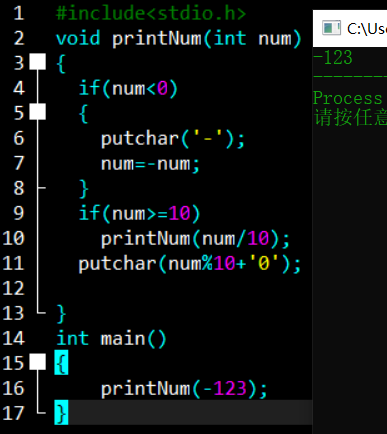 1 #include<stdio.h>
2 void printNum(int num)
3 {
4 if(num<0)
5 {
6 putchar('-');
7 num=-num;
8 }
9 if(num>=10)
10 printNum(num/10);
11 putchar(num%10+'0');
12
13 }
14 int main()
15 {
16 printNum(-123);
17 }
C:\Use
-123
--------
Process
请按任意